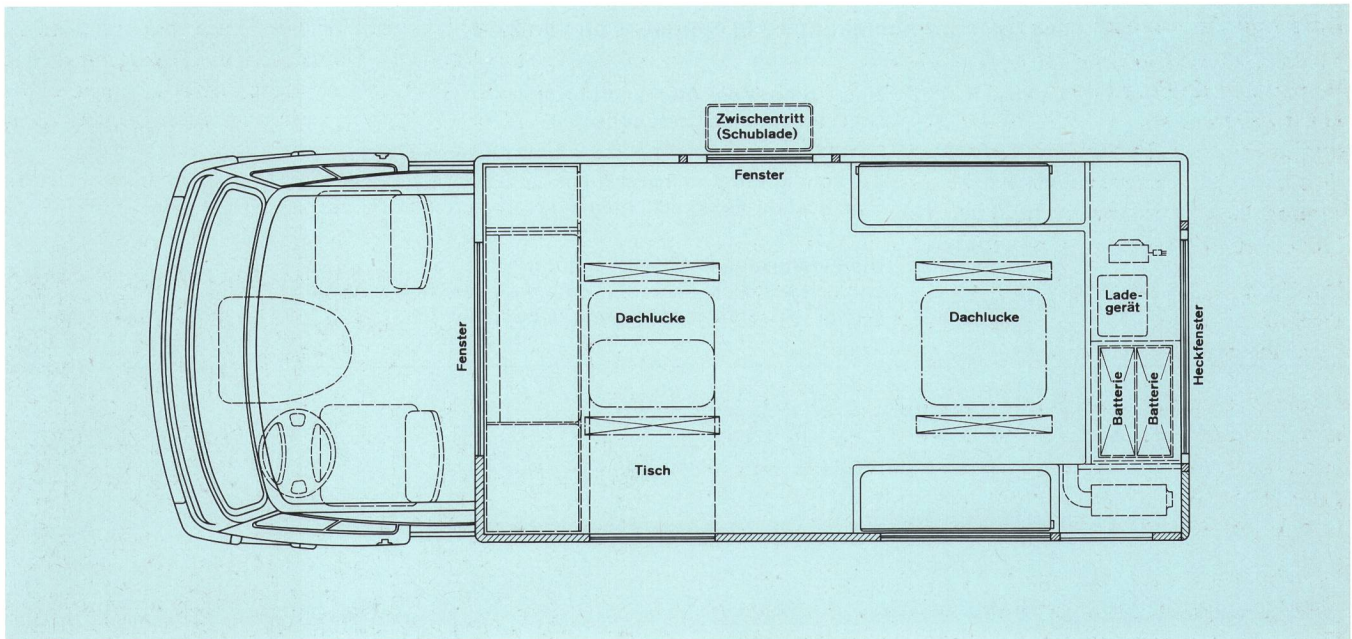 Zwischentritt
(Schublade)
Fenster
Fenster
Dachlucke
Dachlucke
Lade-
gerät
Batterie
Batterie
Heckfenster
Tisch